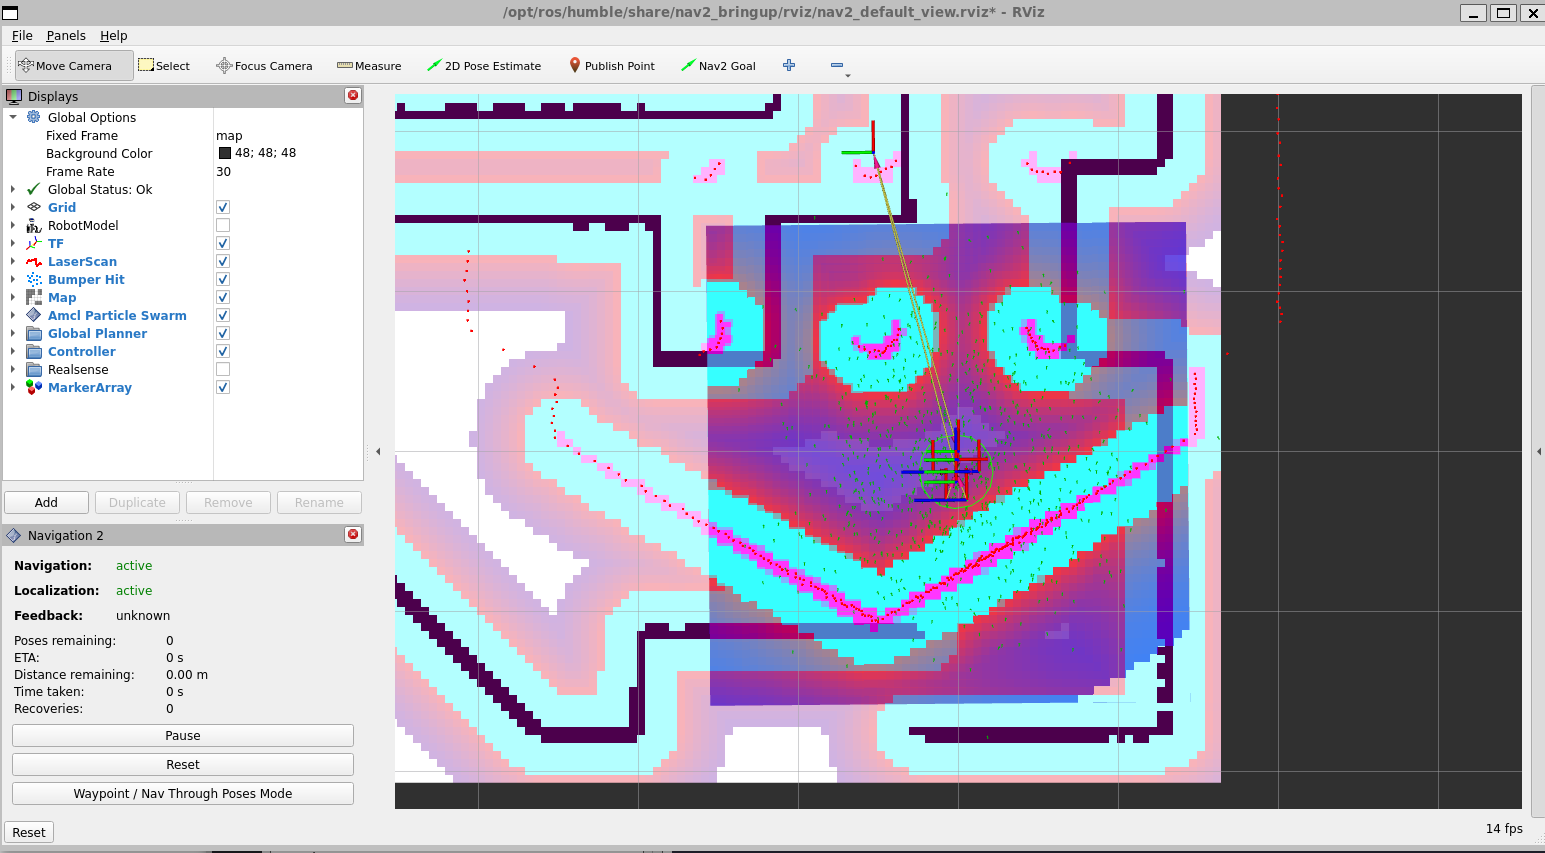 /opt/ros/humble/share/nav2_bringup/rviz/nav2_default_view.rviz* - RViz
File Panels Help
Move Camera Select Focus Camera Measure 2D Pose Estimate Publish Point Nav2 Goal
Displays
Global Options
Fixed Frame map
Background Color 48; 48; 48
Frame Rate 30
Global Status: Ok
Grid
RobotModel
TF
LaserScan
Bumper Hit
Map
Amcl Particle Swarm
Global Planner
Controller
Realsense
MarkerArray
Add Duplicate Remove Rename
Navigation 2
Navigation: active
Localization: active
Feedback: unknown
Poses remaining: 0
ETA: 0 s
Distance remaining: 0.00 m
Time taken: 0 s
Recoveries: 0
Pause
Reset
Waypoint / Nav Through Poses Mode
Reset 14 fps